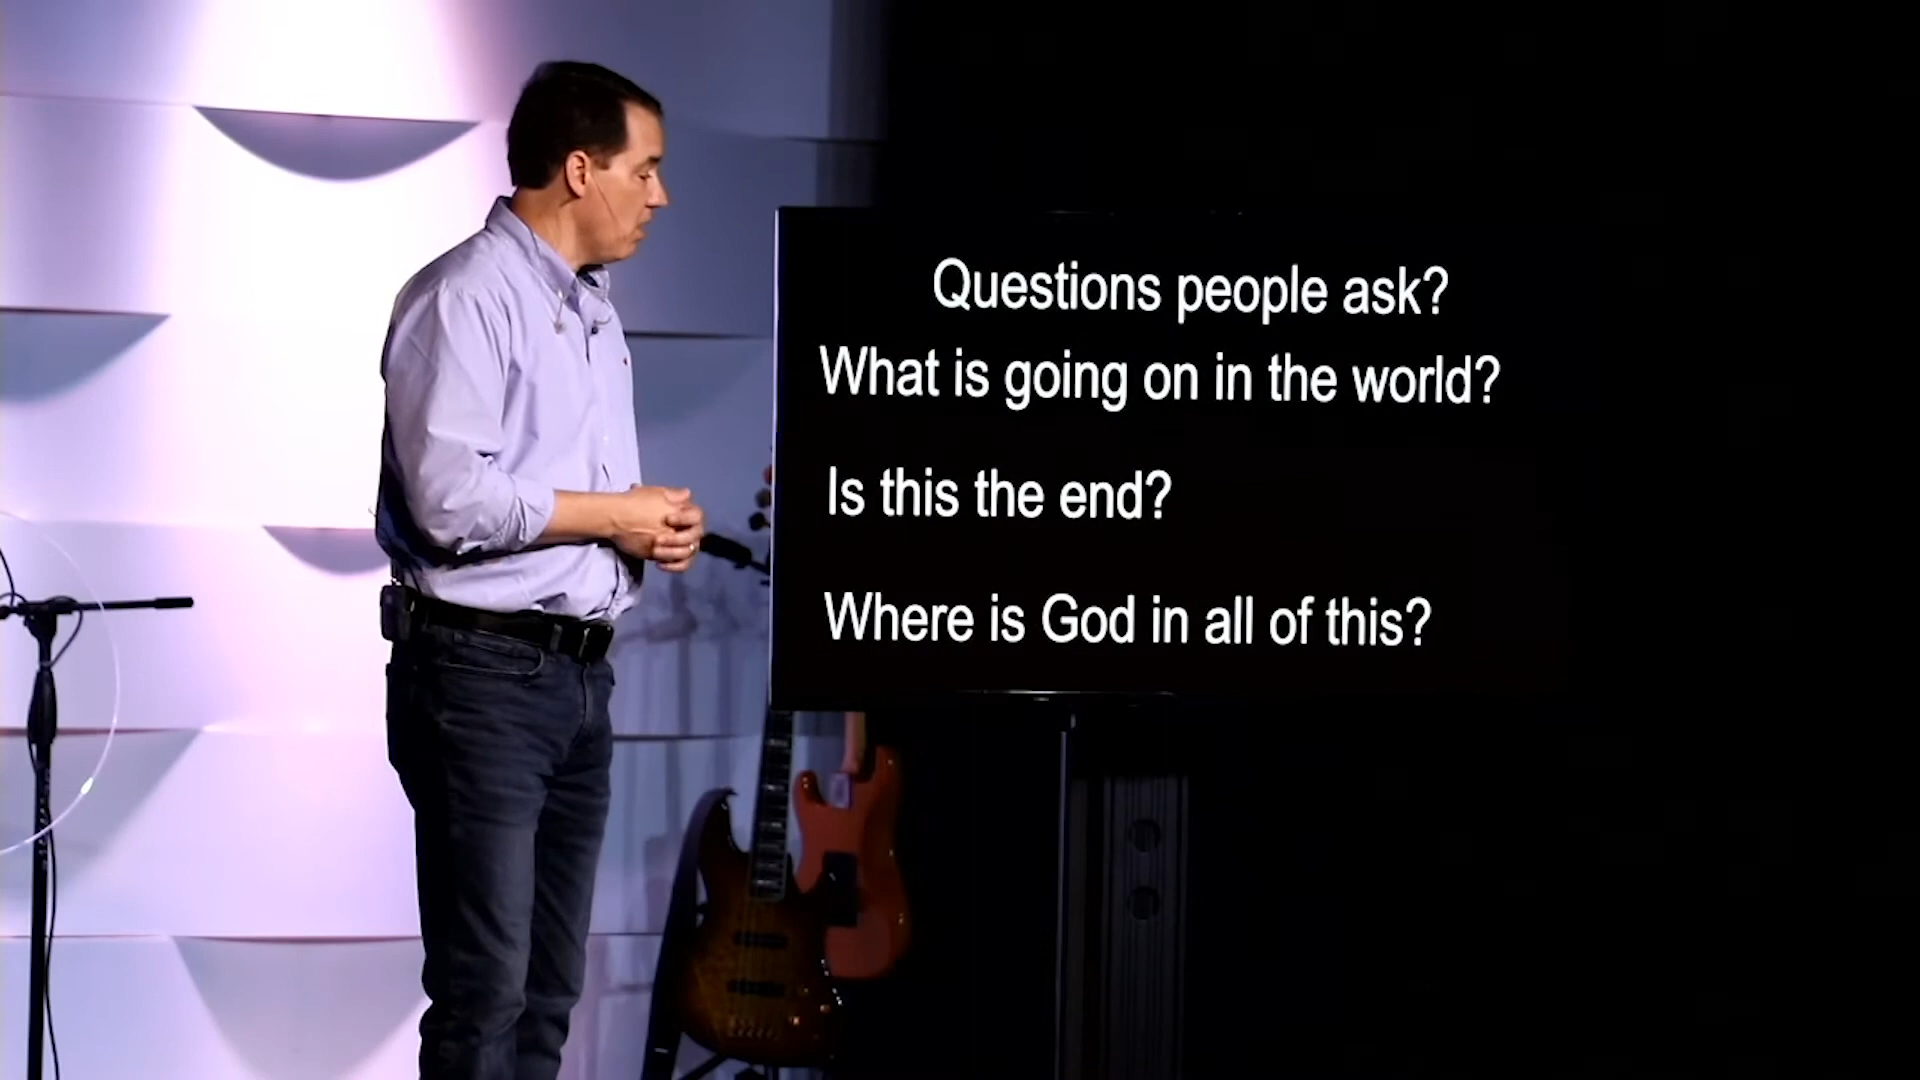 Questions people ask?
What is going on in the world?
Is this the end?
Where is God in all of this?